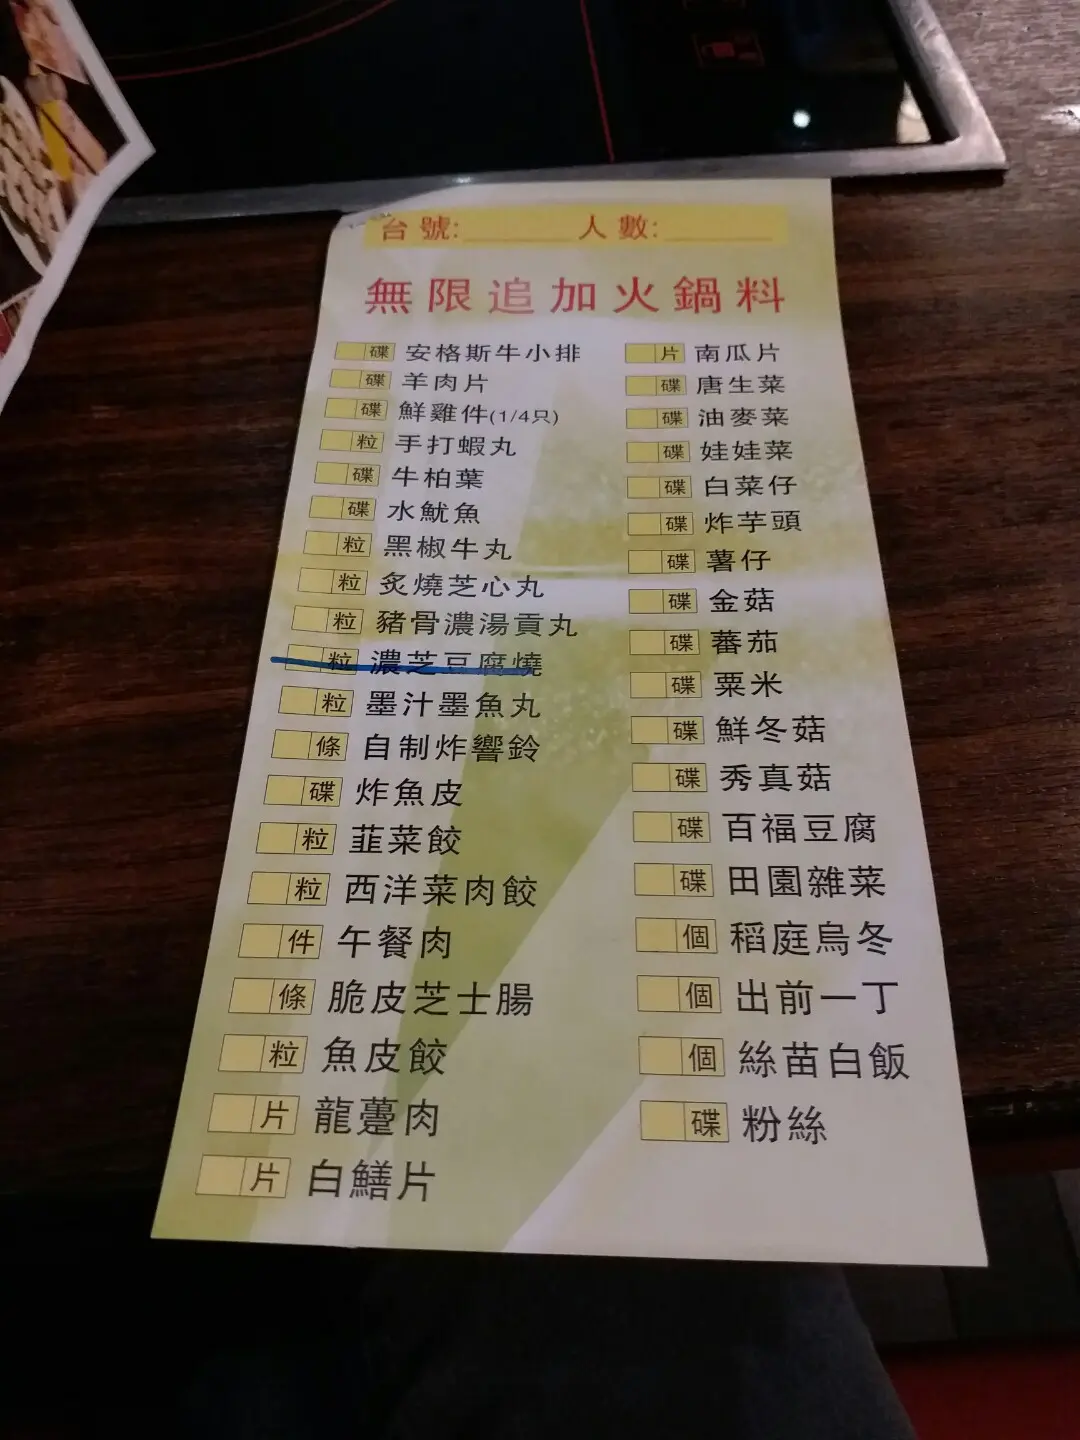 台號:________ 人數:________
無限追加火鍋料
碟 安格斯牛小排
碟 羊肉片
碟 鮮雞件(1/4只)
粒 手打蝦丸
碟 牛柏葉
碟 水魷魚
粒 黑椒牛丸
粒 炙燒芝心丸
粒 豬骨濃湯貢丸
粒 濃芝豆腐燒
粒 墨汁墨魚丸
條 自制炸響鈴
碟 炸魚皮
粒 韮菜餃
粒 西洋菜肉餃
件 午餐肉
條 脆皮芝士腸
粒 魚皮餃
片 龍躉肉
片 白鱔片
片 南瓜片
碟 唐生菜
碟 油麥菜
碟 娃娃菜
碟 白菜仔
碟 炸芋頭
碟 薯仔
碟 金菇
碟 蕃茄
碟 粟米
碟 鮮冬菇
碟 秀真菇
碟 百福豆腐
碟 田園雜菜
個 稻庭烏冬
個 出前一丁
個 絲苗白飯
碟 粉絲